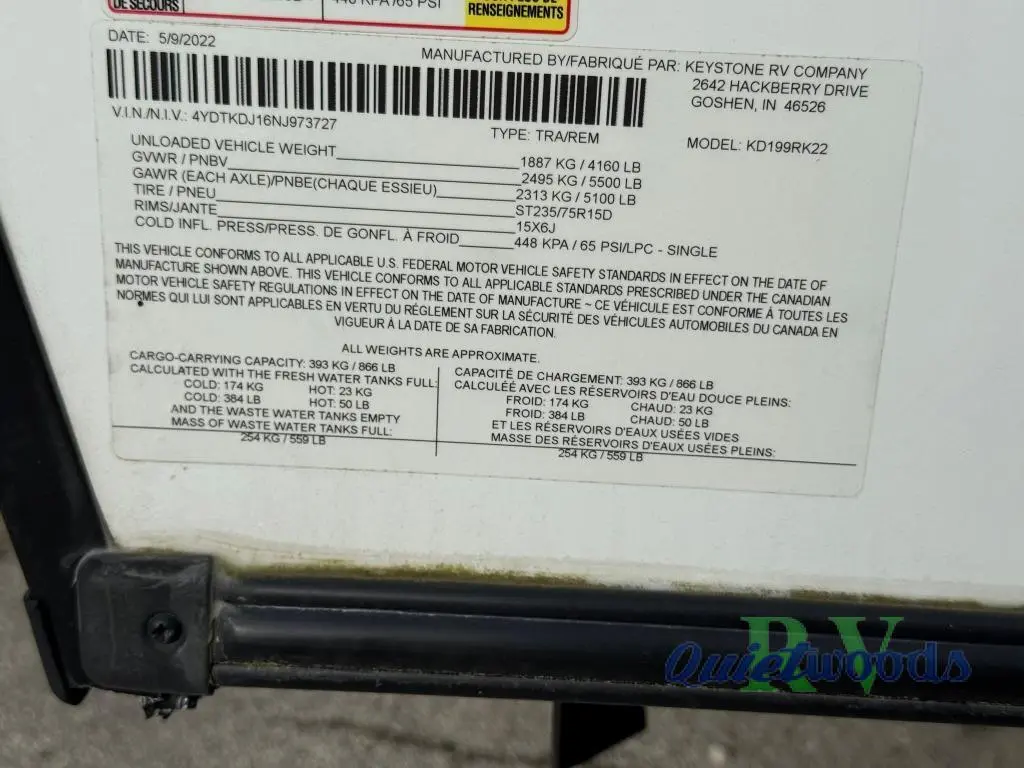 DE SECOURS
448 KPA /65 PSI
RENSEIGNEMENTS
DATE: 5/9/2022
MANUFACTURED BY/FABRIQUÉ PAR: KEYSTONE RV COMPANY
2642 HACKBERRY DRIVE
GOSHEN, IN 46526
V.I.N./N.I.V.: 4YDTKDJ16NJ973727
TYPE: TRA/REM
MODEL: KD199RK22
UNLOADED VEHICLE WEIGHT 1887 KG / 4160 LB
GVWR / PNBV 2495 KG / 5500 LB
GAWR (EACH AXLE)/PNBE(CHAQUE ESSIEU) 2313 KG / 5100 LB
TIRE / PNEU ST235/75R15D
RIMS/JANTE 15X6J
COLD INFL. PRESS/PRESS. DE GONFL. À FROID 448 KPA / 65 PSI/LPC - SINGLE
THIS VEHICLE CONFORMS TO ALL APPLICABLE U.S. FEDERAL MOTOR VEHICLE SAFETY STANDARDS IN EFFECT ON THE DATE OF
MANUFACTURE SHOWN ABOVE. THIS VEHICLE CONFORMS TO ALL APPLICABLE STANDARDS PRESCRIBED UNDER THE CANADIAN
MOTOR VEHICLE SAFETY REGULATIONS IN EFFECT ON THE DATE OF MANUFACTURE ~ CE VÉHICULE EST CONFORME À TOUTES LES
NORMES QUI LUI SONT APPLICABLES EN VERTU DU RÉGLEMENT SUR LA SÉCURITÉ DES VÉHICULES AUTOMOBILES DU CANADA EN
VIGUEUR À LA DATE DE SA FABRICATION.
ALL WEIGHTS ARE APPROXIMATE.
CARGO-CARRYING CAPACITY: 393 KG / 866 LB
CALCULATED WITH THE FRESH WATER TANKS FULL:
COLD: 174 KG HOT: 23 KG
COLD: 384 LB HOT: 50 LB
AND THE WASTE WATER TANKS EMPTY
MASS OF WASTE WATER TANKS FULL:
254 KG / 559 LB
CAPACITÉ DE CHARGEMENT: 393 KG / 866 LB
CALCULÉE AVEC LES RÉSERVOIRS D'EAU DOUCE PLEINS:
FROID: 174 KG CHAUD: 23 KG
FROID: 384 LB CHAUD: 50 LB
ET LES RÉSERVOIRS D'EAUX USÉES VIDES
MASSE DES RÉSERVOIRS D'EAUX USÉES PLEINS:
254 KG / 559 LB
Quietwoods RV